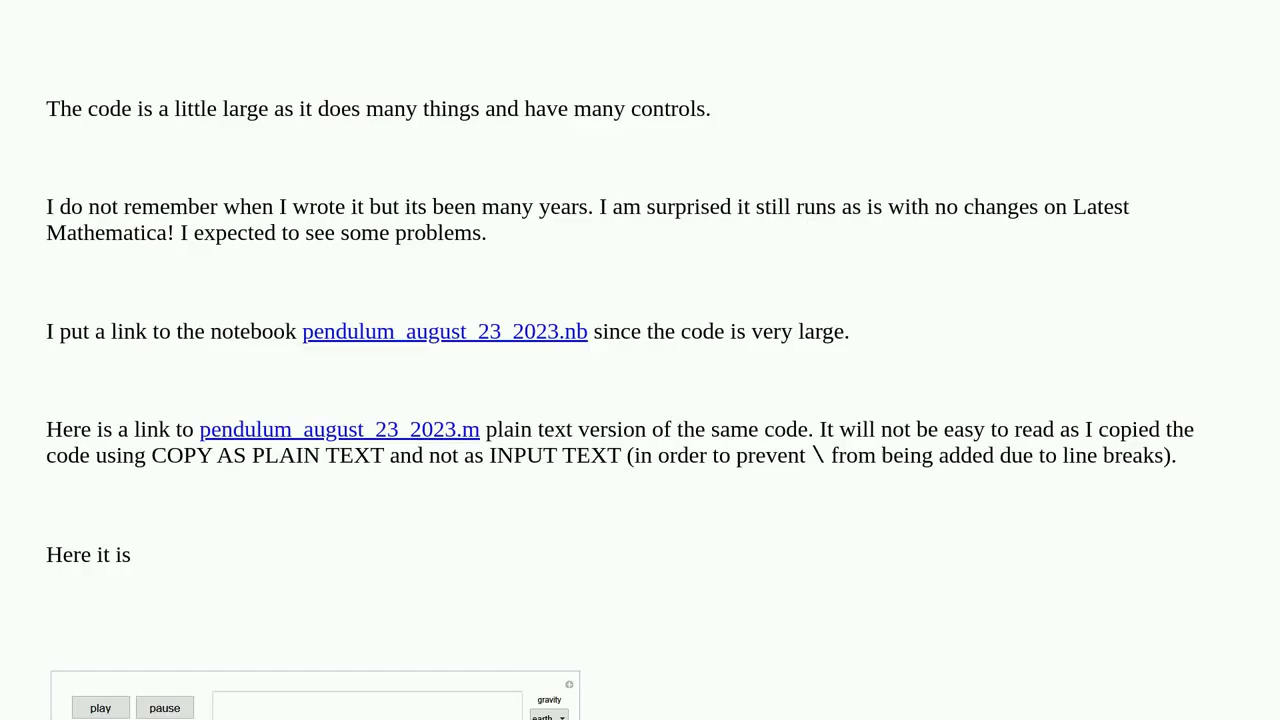 The code is a little large as it does many things and have many controls.
I do not remember when I wrote it but its been many years. I am surprised it still runs as is with no changes on Latest
Mathematica! I expected to see some problems.
I put a link to the notebook pendulum_august_23_2023.nb since the code is very large.
Here is a link to pendulum_august_23_2023.m plain text version of the same code. It will not be easy to read as I copied the
code using COPY AS PLAIN TEXT and not as INPUT TEXT (in order to prevent \ from being added due to line breaks).
Here it is
gravity
play pause
earth